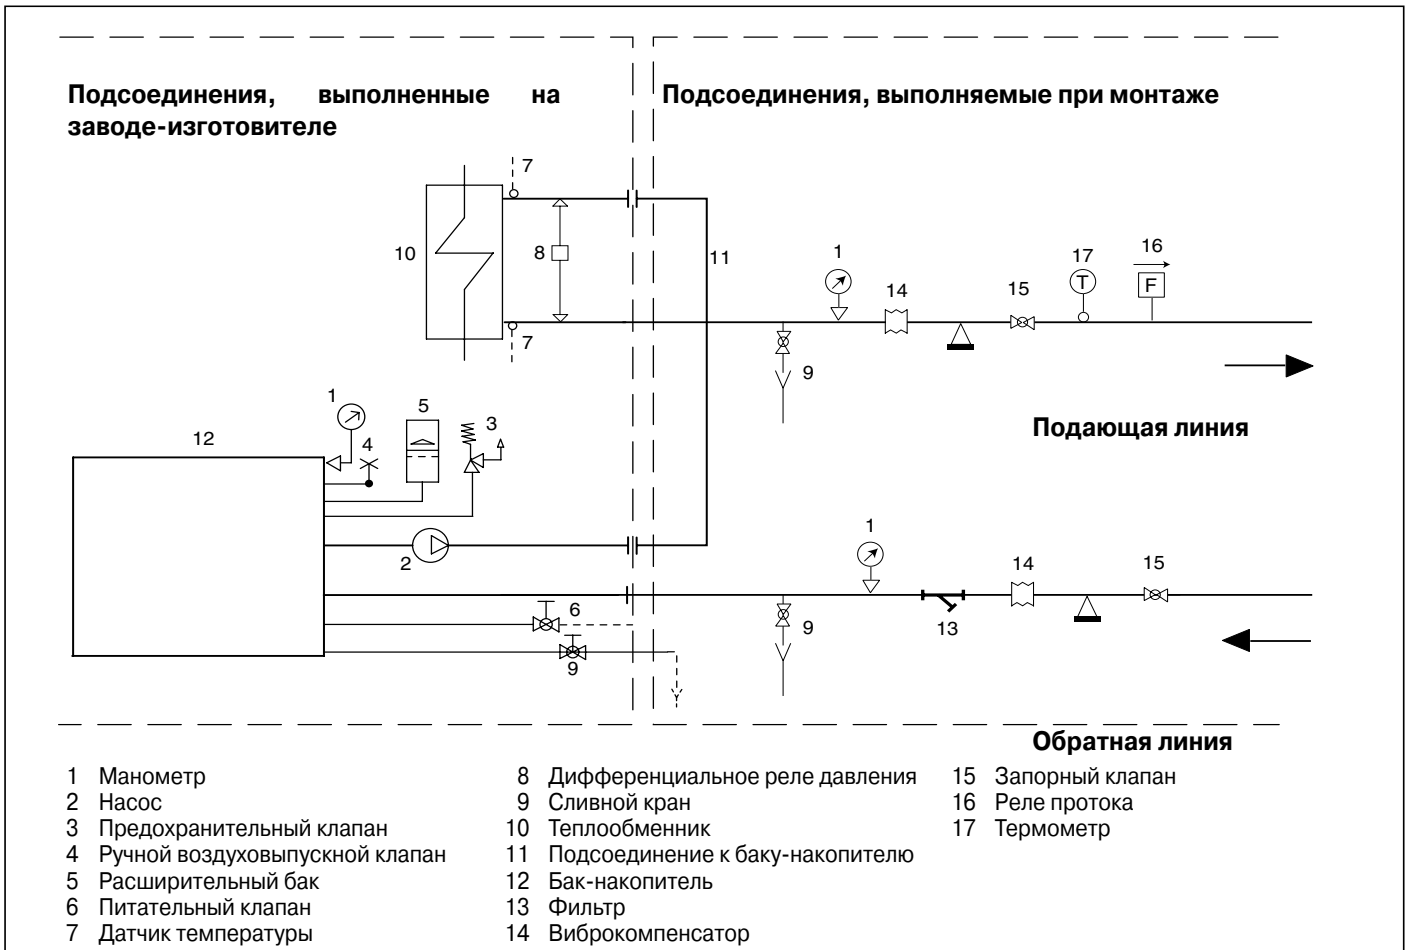 Подсоединения, выполненные на
заводе-изготовителе
Подсоединения, выполняемые при монтаже
7
10
8
11
7
1
14
15
17
T
16
F
9
Подающая линия
12
1
4
5
3
2
6
9
1
9
13
14
15
Обратная линия
1 Манометр
2 Насос
3 Предохранительный клапан
4 Ручной воздуховыпускной клапан
5 Расширительный бак
6 Питательный клапан
7 Датчик температуры
8 Дифференциальное реле давления
9 Сливной кран
10 Теплообменник
11 Подсоединение к баку-накопителю
12 Бак-накопитель
13 Фильтр
14 Виброкомпенсатор
15 Запорный клапан
16 Реле протока
17 Термометр